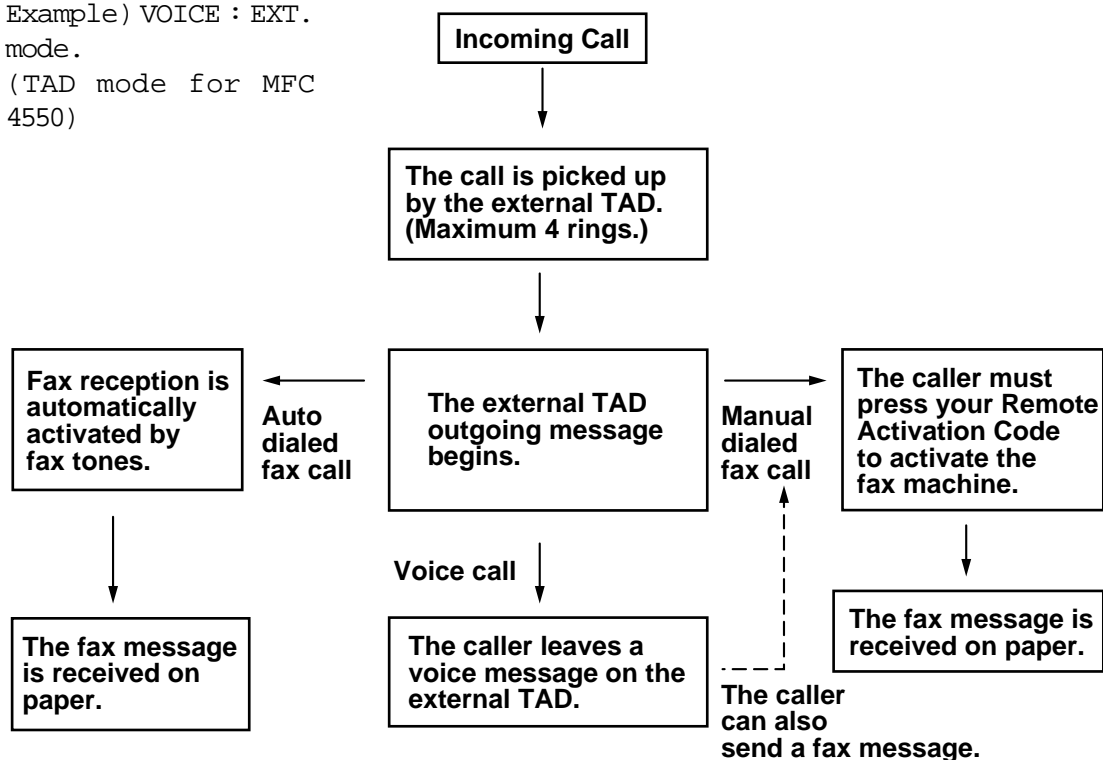 Example) VOICE : EXT.
mode.
(TAD mode for MFC
4550)
Incoming Call
The call is picked up
by the external TAD.
(Maximum 4 rings.)
Fax reception is
automatically
activated by
fax tones.
Auto
dialed
fax call
The external TAD
outgoing message
begins.
Manual
dialed
fax call
The caller must
press your Remote
Activation Code
to activate the
fax machine.
Voice call
The fax message
is received on
paper.
The caller leaves a
voice message on the
external TAD.
The caller
can also
send a fax message.
The fax message is
received on paper.